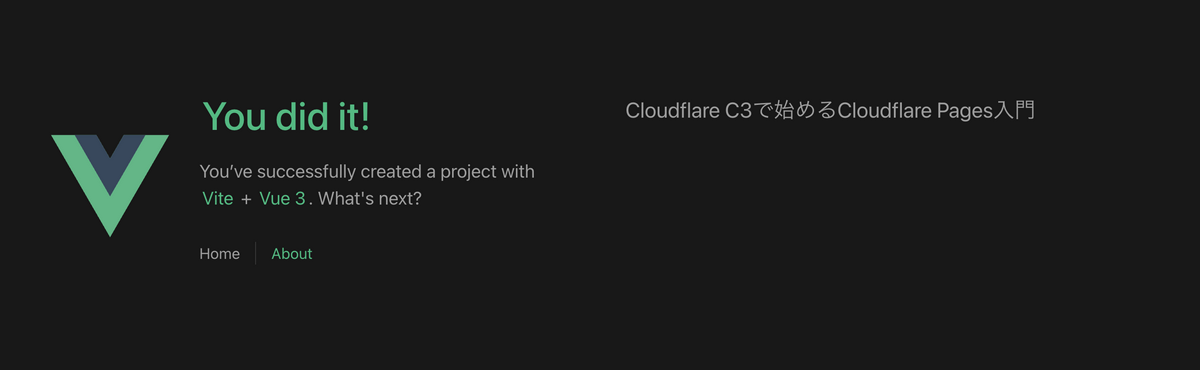 You did it!
You’ve successfully created a project with
Vite + Vue 3. What's next?
Home
About
Cloudflare C3で始めるCloudflare Pages入門